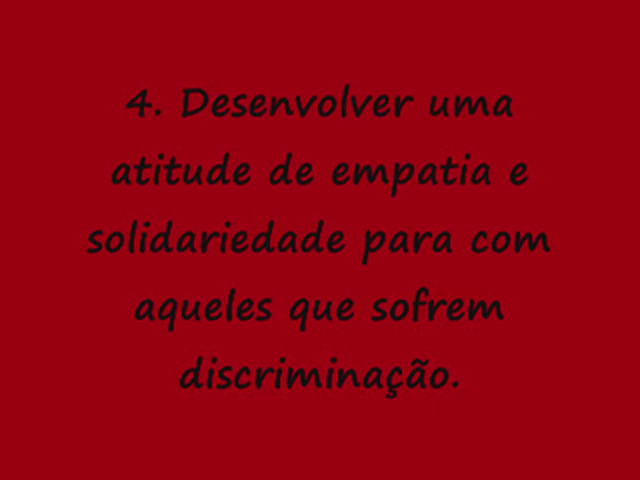 4. Desenvolver uma
atitude de empatia e
solidariedade para com
aqueles que sofrem
discriminação.